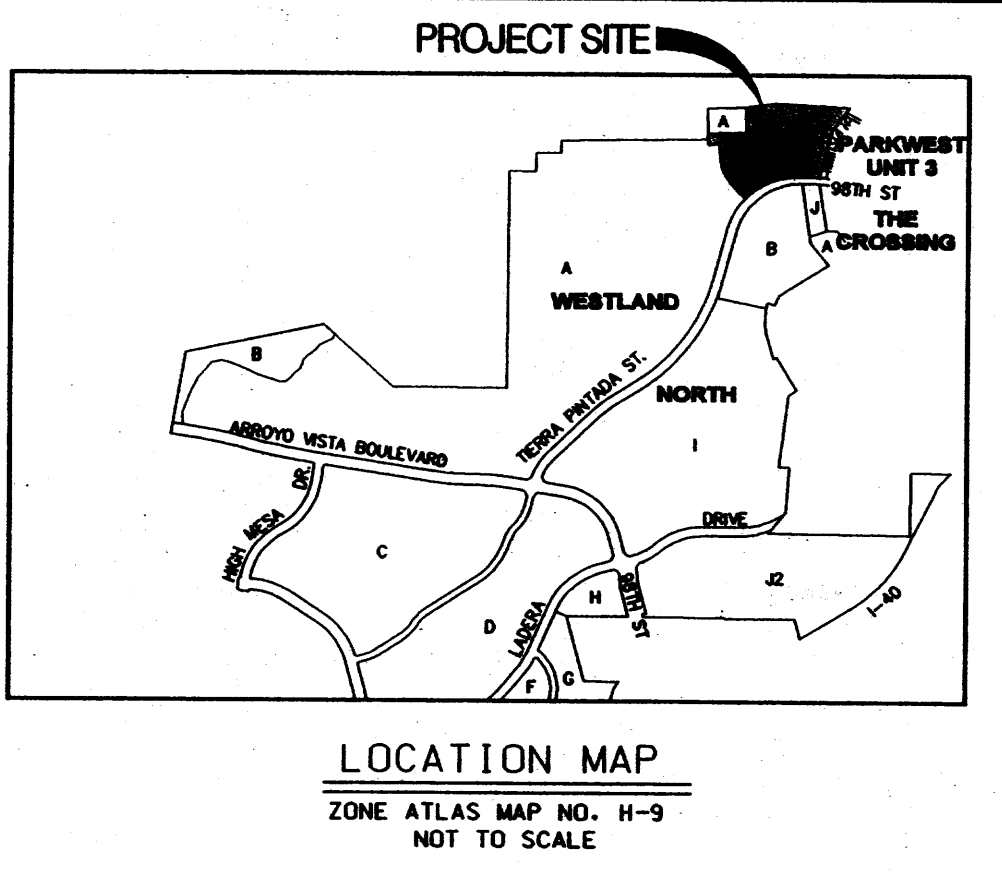 PROJECT SITE
A
PARKWEST
UNIT 3
98TH ST
J
THE
CROSSING
A
B
A
WESTLAND
B
TIERRA PINTADA ST.
NORTH
ARROYO VISTA BOULEVARD
I
HIGH MESA DR.
DRIVE
C
J2
98TH ST
H
I-40
LADERA
D
G
F
LOCATION MAP
ZONE ATLAS MAP NO. H-9
NOT TO SCALE